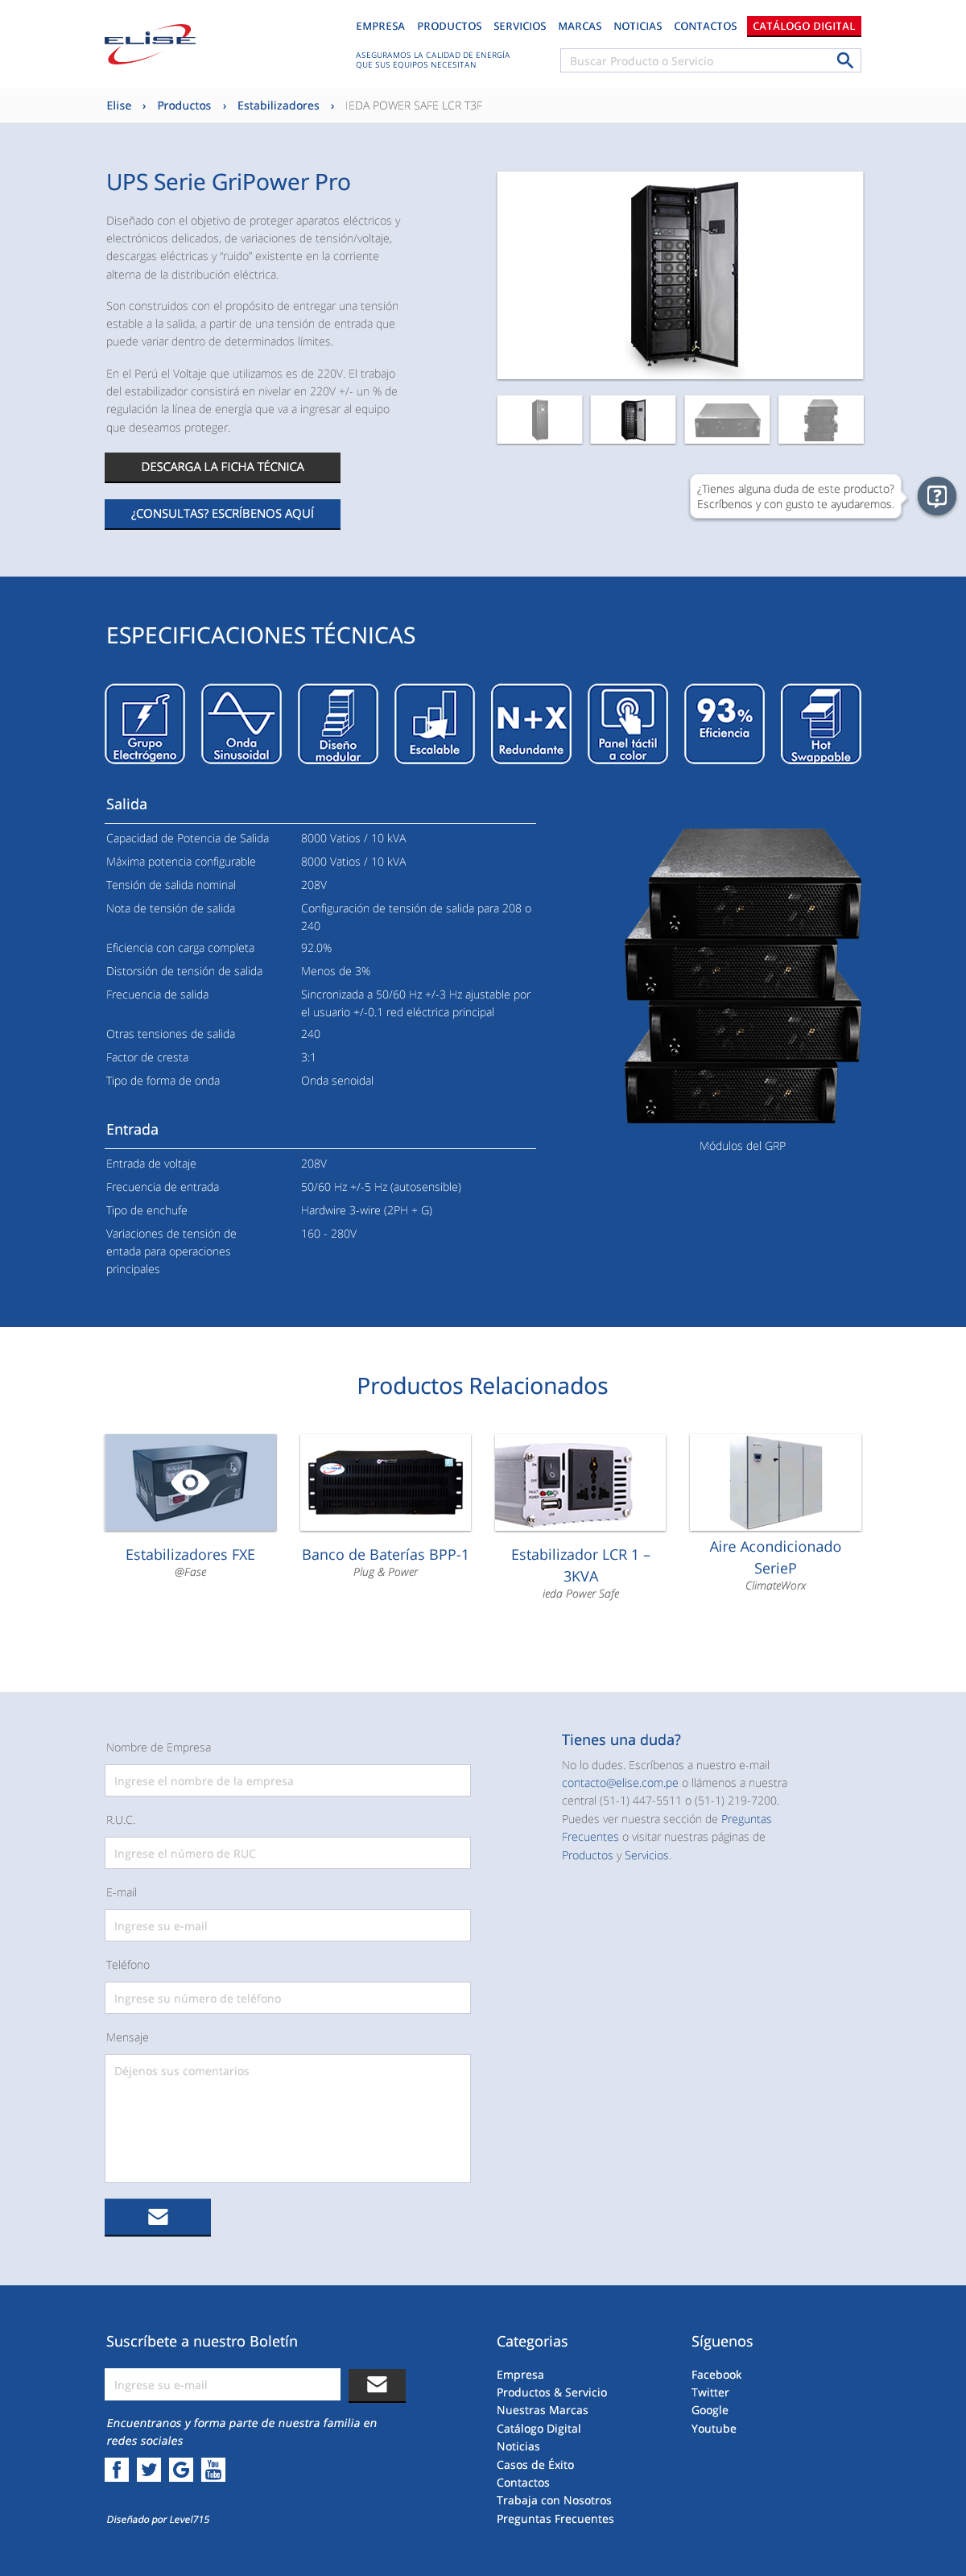 ELISE
EMPRESA PRODUCTOS SERVICIOS MARCAS NOTICIAS CONTACTOS CATÁLOGO DIGITAL
ASEGURAMOS LA CALIDAD DE ENERGÍA
QUE SUS EQUIPOS NECESITAN
Buscar Producto o Servicio
Elise › Productos › Estabilizadores › IEDA POWER SAFE LCR T3F
UPS Serie GriPower Pro
Diseñado con el objetivo de proteger aparatos eléctricos y
electrónicos delicados, de variaciones de tensión/voltaje,
descargas eléctricas y “ruido” existente en la corriente
alterna de la distribución eléctrica.
Son construidos con el propósito de entregar una tensión
estable a la salida, a partir de una tensión de entrada que
puede variar dentro de determinados límites.
En el Perú el Voltaje que utilizamos es de 220V. El trabajo
del estabilizador consistirá en nivelar en 220V +/- un % de
regulación la línea de energía que va a ingresar al equipo
que deseamos proteger.
DESCARGA LA FICHA TÉCNICA
¿CONSULTAS? ESCRÍBENOS AQUÍ
¿Tienes alguna duda de este producto?
Escríbenos y con gusto te ayudaremos.
ESPECIFICACIONES TÉCNICAS
Grupo
Electrógeno
Onda
Sinusoidal
Diseño
modular
Escalable
N+X
Redundante
Panel táctil
a color
93%
Eficiencia
Hot
Swappable
Salida
Capacidad de Potencia de Salida 8000 Vatios / 10 kVA
Máxima potencia configurable 8000 Vatios / 10 kVA
Tensión de salida nominal 208V
Nota de tensión de salida Configuración de tensión de salida para 208 o
240
Eficiencia con carga completa 92.0%
Distorsión de tensión de salida Menos de 3%
Frecuencia de salida Sincronizada a 50/60 Hz +/-3 Hz ajustable por
el usuario +/-0.1 red eléctrica principal
Otras tensiones de salida 240
Factor de cresta 3:1
Tipo de forma de onda Onda senoidal
Módulos del GRP
Entrada
Entrada de voltaje 208V
Frecuencia de entrada 50/60 Hz +/-5 Hz (autosensible)
Tipo de enchufe Hardwire 3-wire (2PH + G)
Variaciones de tensión de 160 - 280V
entada para operaciones
principales
Productos Relacionados
Estabilizadores FXE
@Fase
Banco de Baterías BPP-1
Plug & Power
Estabilizador LCR 1 –
3KVA
ieda Power Safe
Aire Acondicionado
SerieP
ClimateWorx
Nombre de Empresa
Ingrese el nombre de la empresa
R.U.C.
Ingrese el número de RUC
E-mail
Ingrese su e-mail
Teléfono
Ingrese su número de teléfono
Mensaje
Déjenos sus comentarios
Tienes una duda?
No lo dudes. Escríbenos a nuestro e-mail
contacto@elise.com.pe o llámenos a nuestra
central (51-1) 447-5511 o (51-1) 219-7200.
Puedes ver nuestra sección de Preguntas
Frecuentes o visitar nuestras páginas de
Productos y Servicios.
Suscríbete a nuestro Boletín
Ingrese su e-mail
Encuentranos y forma parte de nuestra familia en
redes sociales
You
Tube
Diseñado por Level715
Categorias
Empresa
Productos & Servicio
Nuestras Marcas
Catálogo Digital
Noticias
Casos de Éxito
Contactos
Trabaja con Nosotros
Preguntas Frecuentes
Síguenos
Facebook
Twitter
Google
Youtube